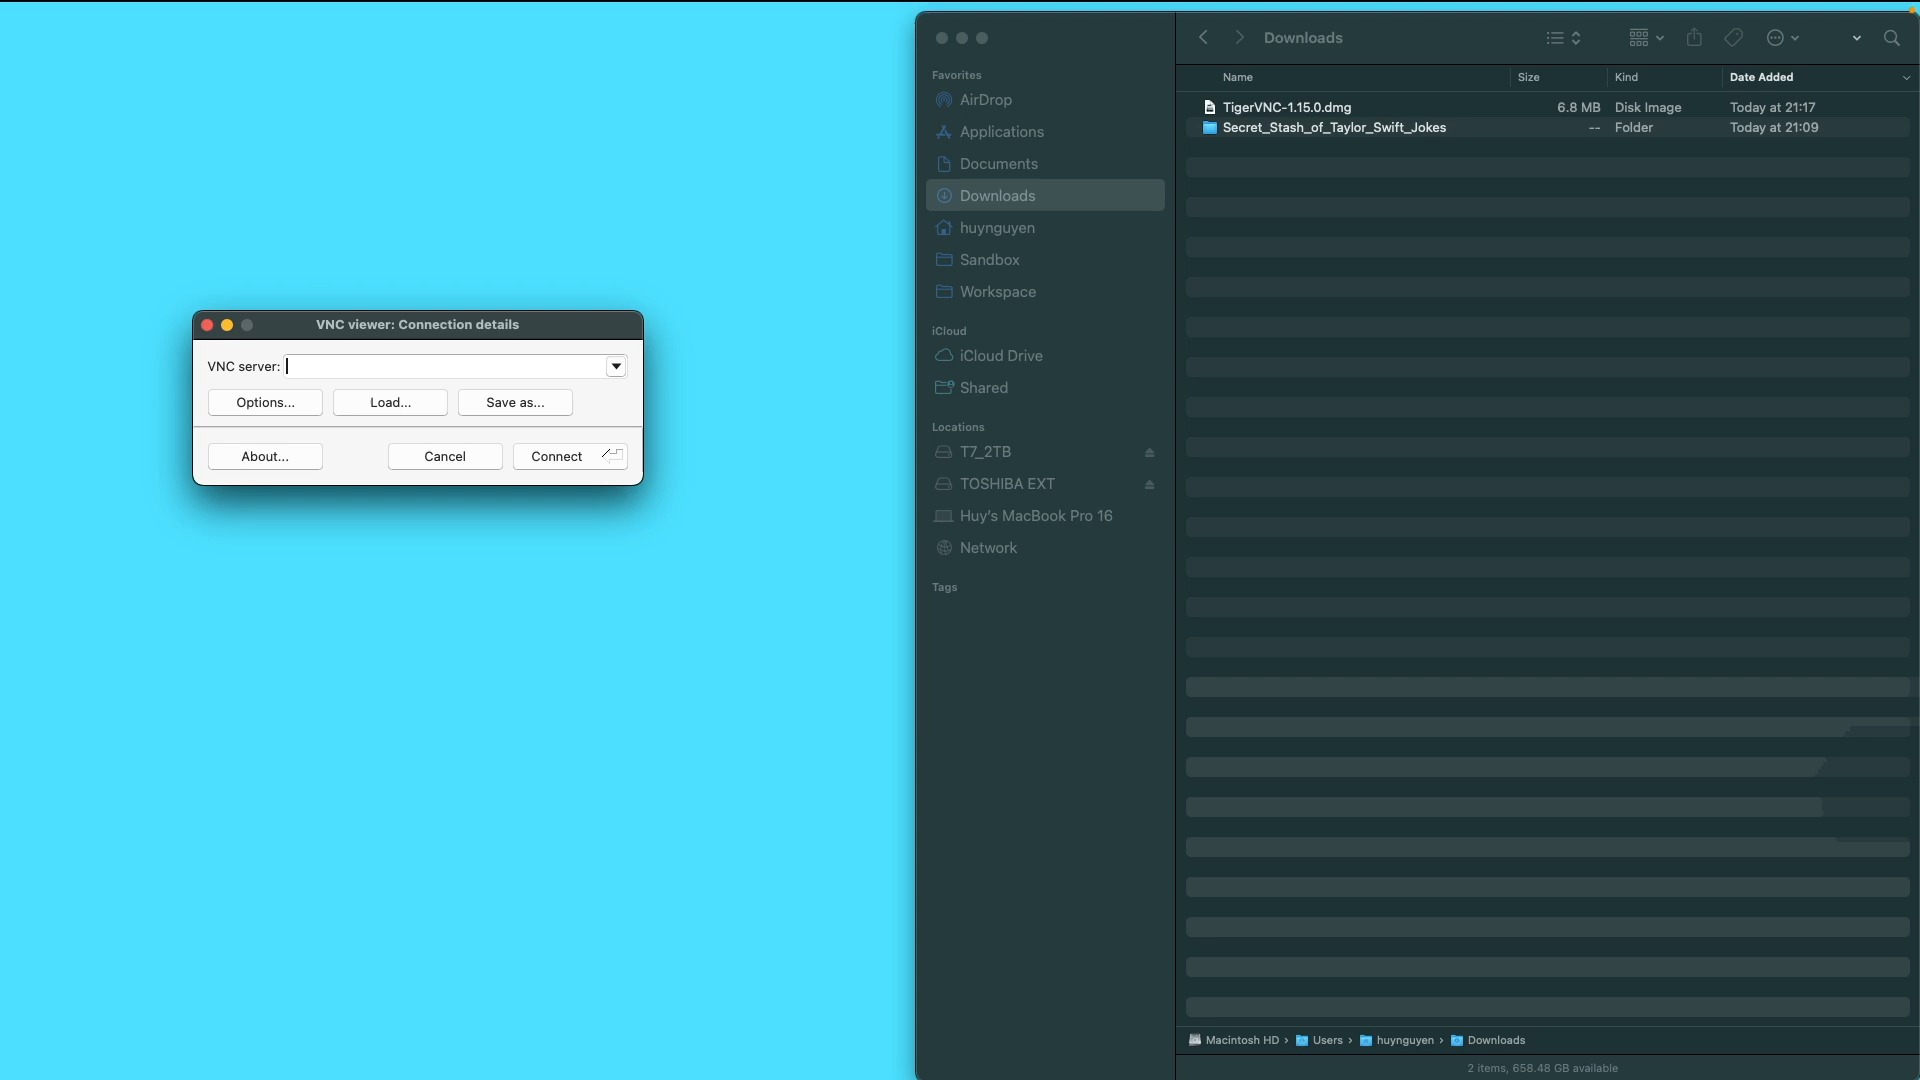 VNC viewer: Connection details
VNC server:
Options...
Load...
Save as...
About...
Cancel
Connect
Downloads
Favorites
AirDrop
Applications
Documents
Downloads
huynguyen
Sandbox
Workspace
iCloud
iCloud Drive
Shared
Locations
T7_2TB
TOSHIBA EXT
Huy's MacBook Pro 16
Network
Tags
Name Size Kind Date Added
TigerVNC-1.15.0.dmg 6.8 MB Disk Image Today at 21:17
Secret_Stash_of_Taylor_Swift_Jokes -- Folder Today at 21:09
Macintosh HD › Users › huynguyen › Downloads
2 items, 658.48 GB available